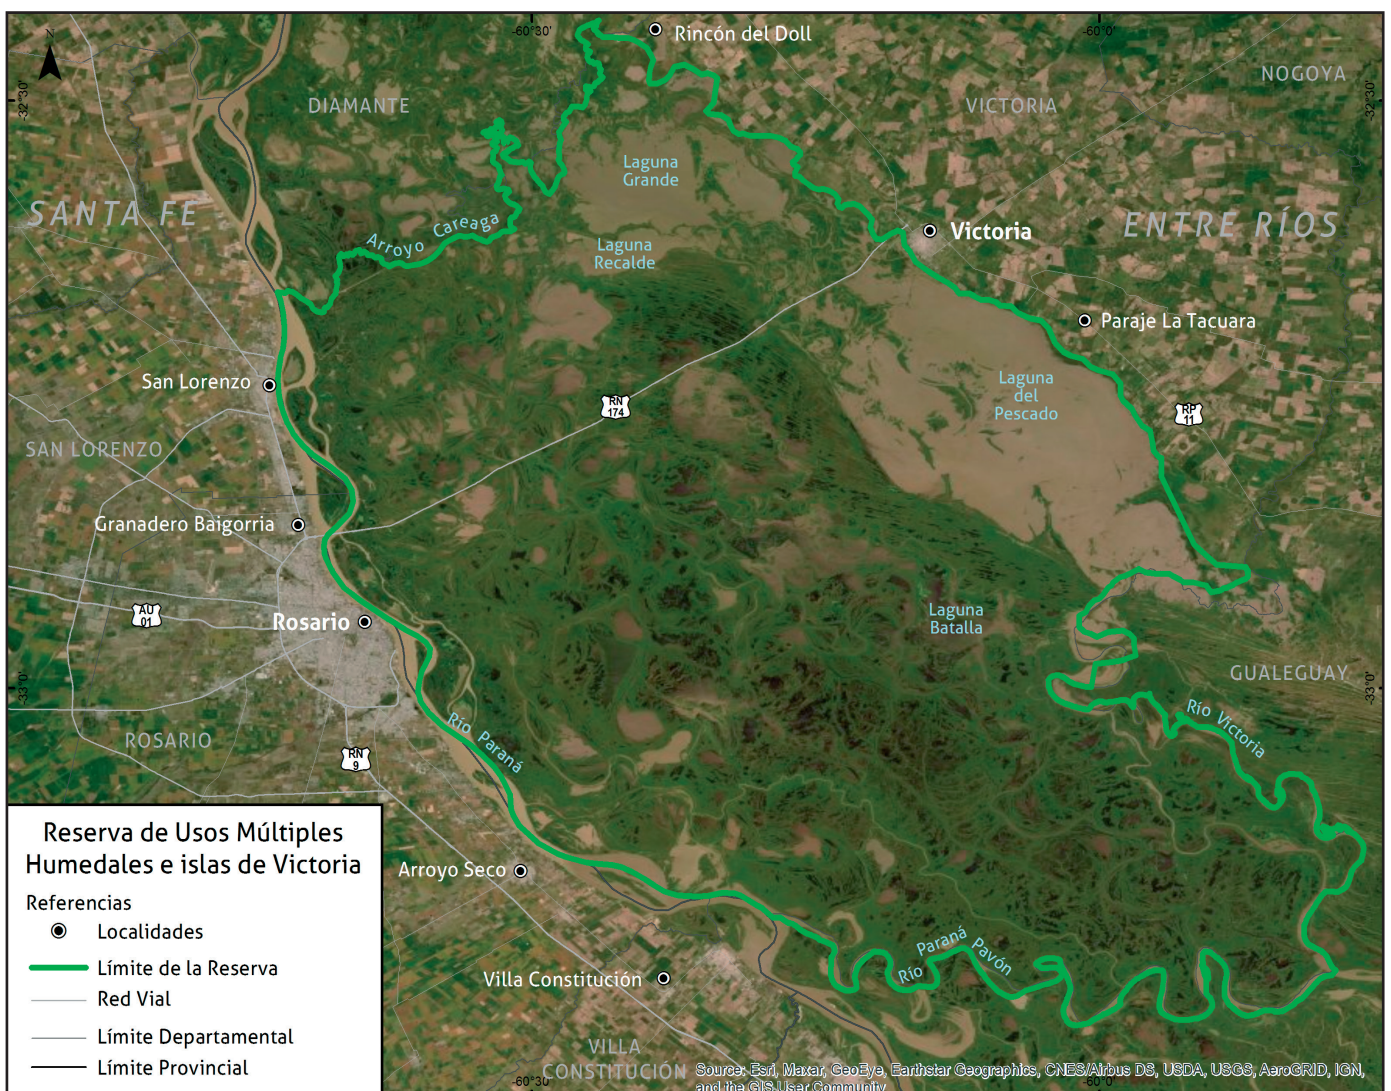 N
-60°30'
-60°0'
Rincón del Doll
NOGOYA
-32°30'
-32°30'
DIAMANTE
VICTORIA
Laguna
Grande
SANTA FE
Arroyo Careaga
ENTRE RÍOS
Victoria
Laguna
Recalde
Paraje La Tacuara
San Lorenzo
Laguna
del
Pescado
RN
174
RP
11
SAN LORENZO
Granadero Baigorria
AU
01
Rosario
Laguna
Batalla
GUALEGUAY
-33°0'
-33°0'
Río Victoria
Río Paraná
ROSARIO
RN
9
Reserva de Usos Múltiples
Humedales e islas de Victoria
Referencias
Localidades
Límite de la Reserva
Red Vial
Límite Departamental
Límite Provincial
Arroyo Seco
Río Paraná Pavón
Villa Constitución
VILLA
CONSTITUCIÓN
Source: Esri, Maxar, GeoEye, Earthstar Geographics, CNES/Airbus DS, USDA, USGS, AeroGRID, IGN,
and the GIS User Community
-60°30'
-60°0'